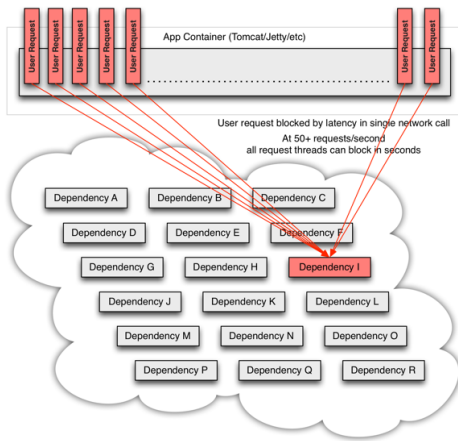 App Container (Tomcat/Jetty/etc)
User Request
User Request
User Request
User Request
User Request
User Request
User Request
User request blocked by latency in single network call
At 50+ requests/second
all request threads can block in seconds
Dependency A
Dependency B
Dependency C
Dependency D
Dependency E
Dependency F
Dependency G
Dependency H
Dependency I
Dependency J
Dependency K
Dependency L
Dependency M
Dependency N
Dependency O
Dependency P
Dependency Q
Dependency R